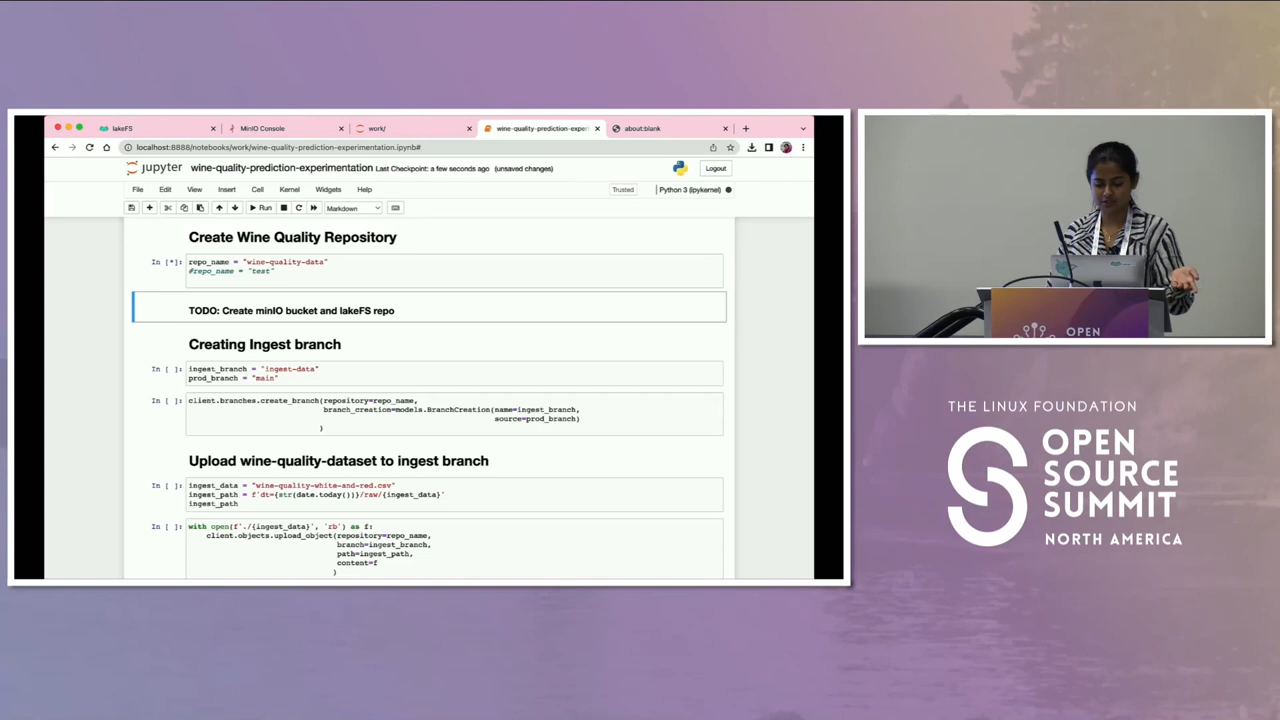 lakeFS
MinIO Console
work/
wine-quality-prediction-exper
about:blank
localhost:8888/notebooks/work/wine-quality-prediction-experimentation.ipynb#
jupyter wine-quality-prediction-experimentation Last Checkpoint: a few seconds ago (unsaved changes)
Logout
File Edit View Insert Cell Kernel Widgets Help
Trusted
Python 3 (ipykernel)
Run
Markdown
Create Wine Quality Repository
In [*]: repo_name = "wine-quality-data"
#repo_name = "test"
TODO: Create minIO bucket and lakeFS repo
Creating Ingest branch
In [ ]: ingest_branch = "ingest-data"
prod_branch = "main"
In [ ]: client.branches.create_branch(repository=repo_name,
branch_creation=models.BranchCreation(name=ingest_branch,
source=prod_branch)
)
Upload wine-quality-dataset to ingest branch
In [ ]: ingest_data = "wine-quality-white-and-red.csv"
ingest_path = f'dt={str(date.today())}/raw/{ingest_data}'
ingest_path
In [ ]: with open(f'./{ingest_data}', 'rb') as f:
client.objects.upload_object(repository=repo_name,
branch=ingest_branch,
path=ingest_path,
content=f
)
OPEN
THE LINUX FOUNDATION
OPEN
SOURCE
SUMMIT
NORTH AMERICA